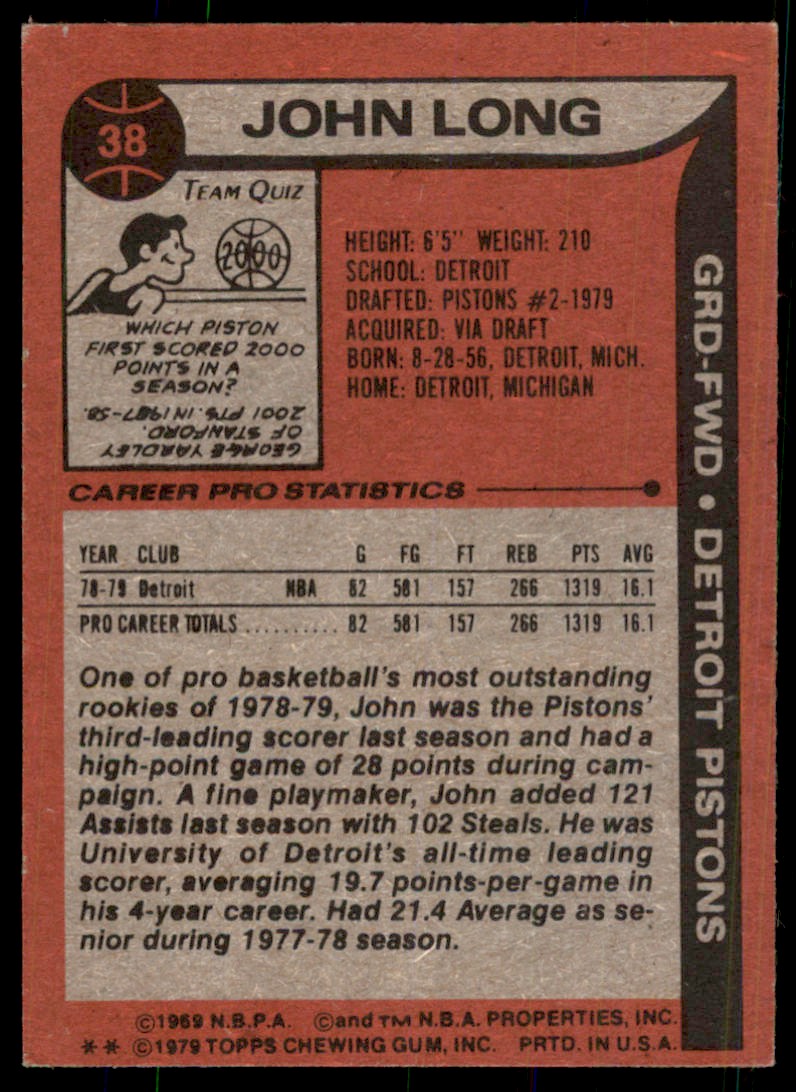 38
JOHN LONG
TEAM QUIZ
2000
WHICH PISTON
FIRST SCORED 2000
POINTS IN A
SEASON?
GEORGE YARDLEY
OF STANFORD.
2001 PTS. IN 1957-58.
HEIGHT: 6'5" WEIGHT: 210
SCHOOL: DETROIT
DRAFTED: PISTONS #2-1979
ACQUIRED: VIA DRAFT
BORN: 8-28-56, DETROIT, MICH.
HOME: DETROIT, MICHIGAN
GRD-FWD • DETROIT PISTONS
CAREER PRO STATISTICS
YEAR CLUB G FG FT REB PTS AVG
78-79 Detroit NBA 82 581 157 266 1319 16.1
PRO CAREER TOTALS .......... 82 581 157 266 1319 16.1
One of pro basketball's most outstanding
rookies of 1978-79, John was the Pistons'
third-leading scorer last season and had a
high-point game of 28 points during cam-
paign. A fine playmaker, John added 121
Assists last season with 102 Steals. He was
University of Detroit's all-time leading
scorer, averaging 19.7 points-per-game in
his 4-year career. Had 21.4 Average as se-
nior during 1977-78 season.
©1969 N.B.P.A. ©and TM N.B.A. PROPERTIES, INC.
** ©1979 TOPPS CHEWING GUM, INC. PRTD. IN U.S.A.